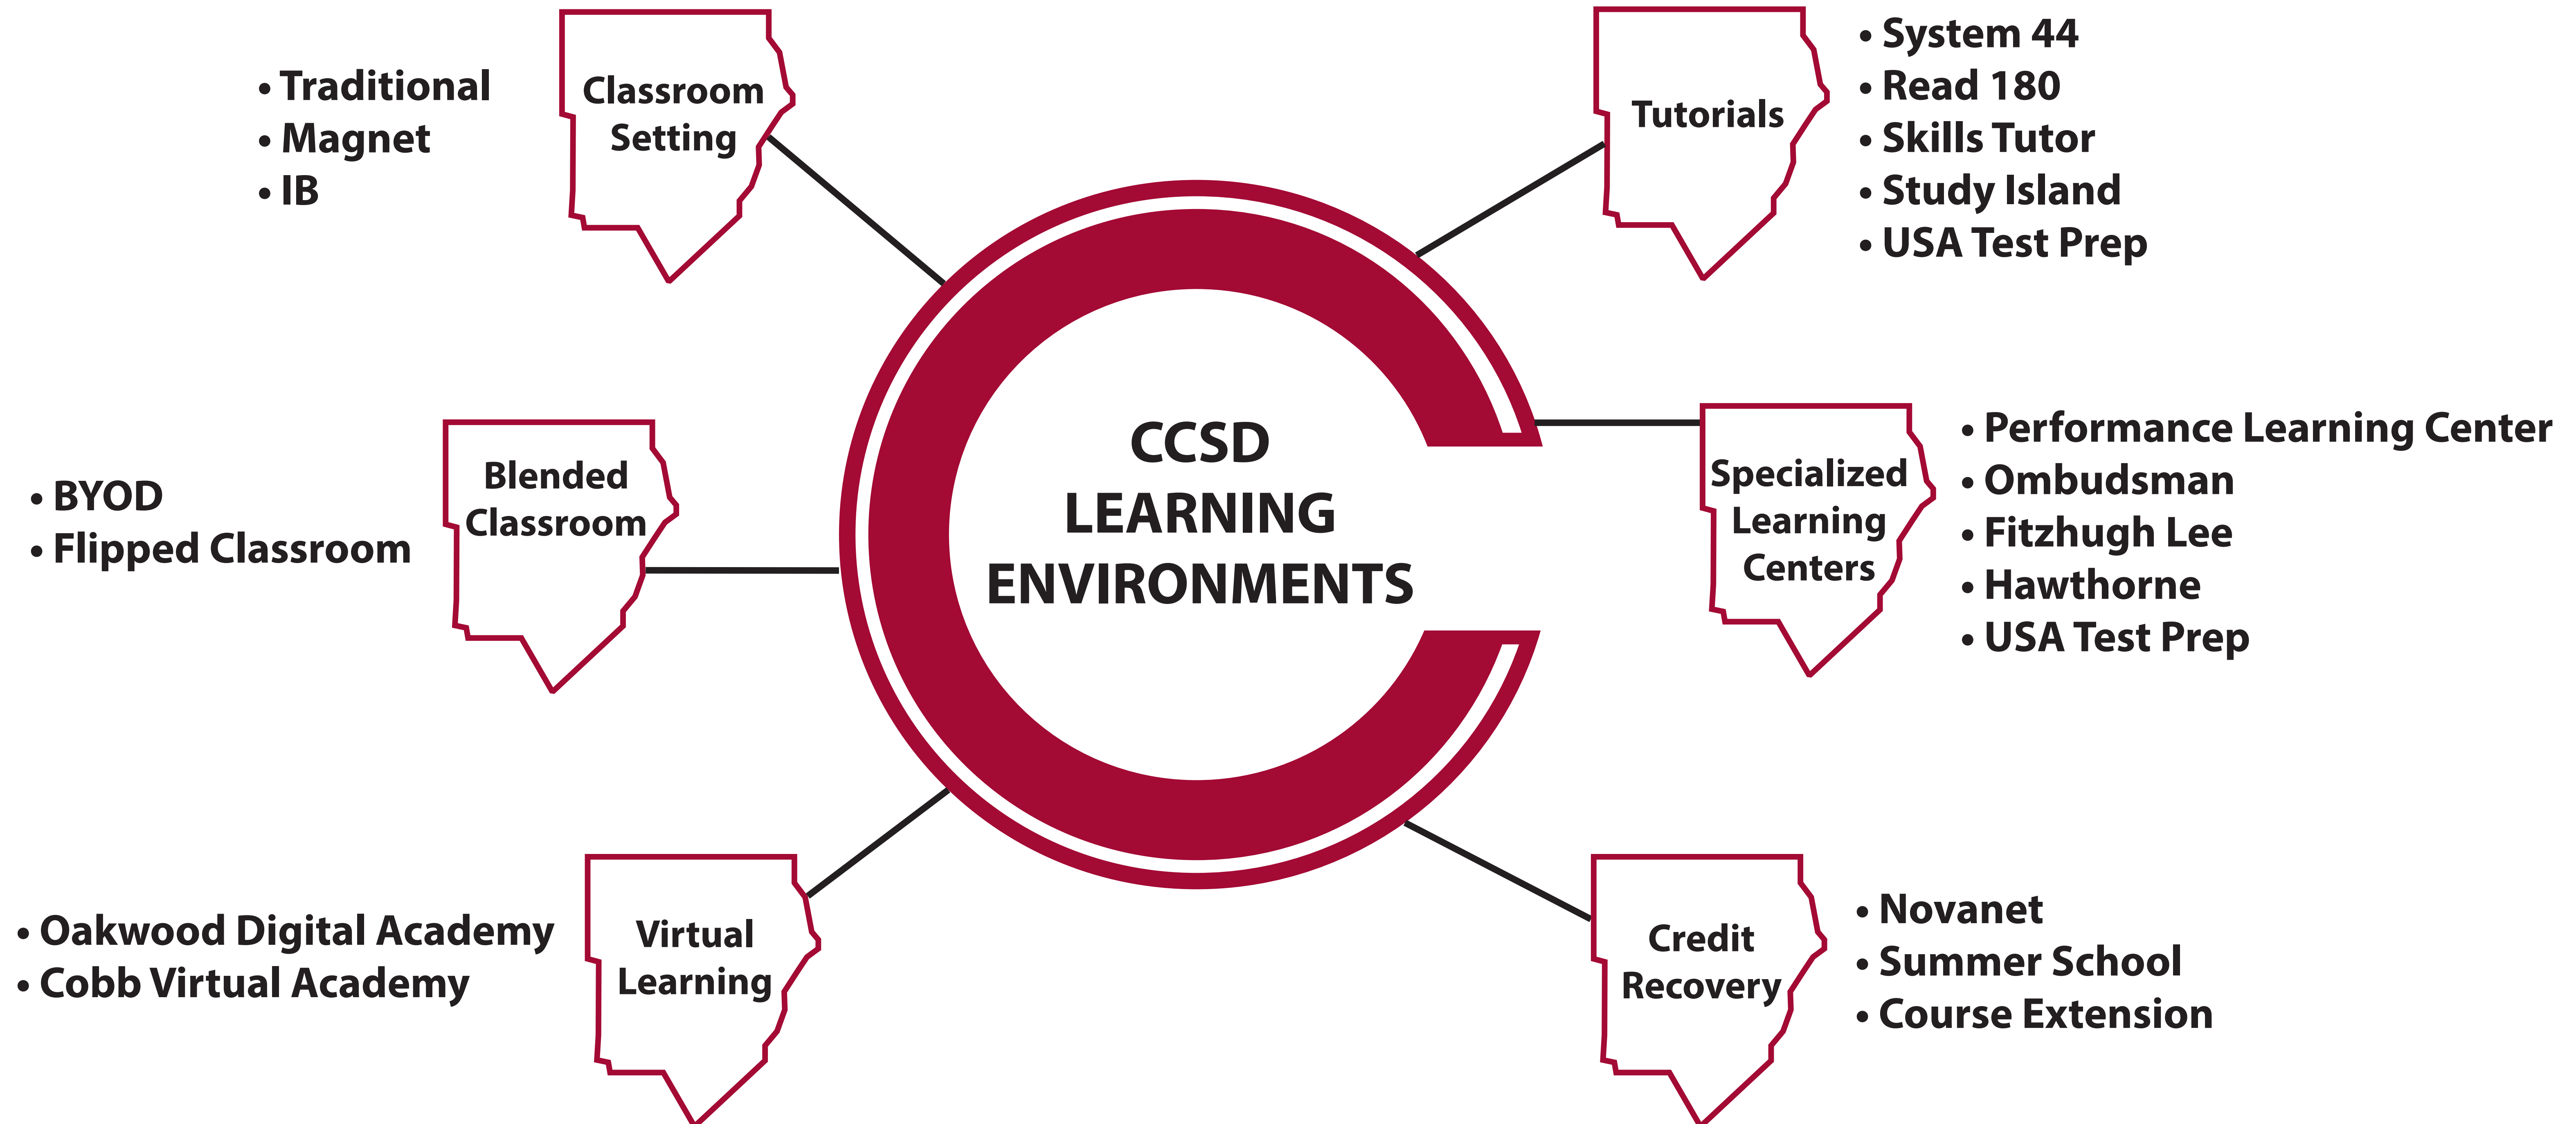 • Traditional
• Magnet
• IB
Classroom
Setting
Tutorials
• System 44
• Read 180
• Skills Tutor
• Study Island
• USA Test Prep
• BYOD
• Flipped Classroom
Blended
Classroom
CCSD
LEARNING
ENVIRONMENTS
Specialized
Learning
Centers
• Performance Learning Center
• Ombudsman
• Fitzhugh Lee
• Hawthorne
• USA Test Prep
• Oakwood Digital Academy
• Cobb Virtual Academy
Virtual
Learning
Credit
Recovery
• Novanet
• Summer School
• Course Extension